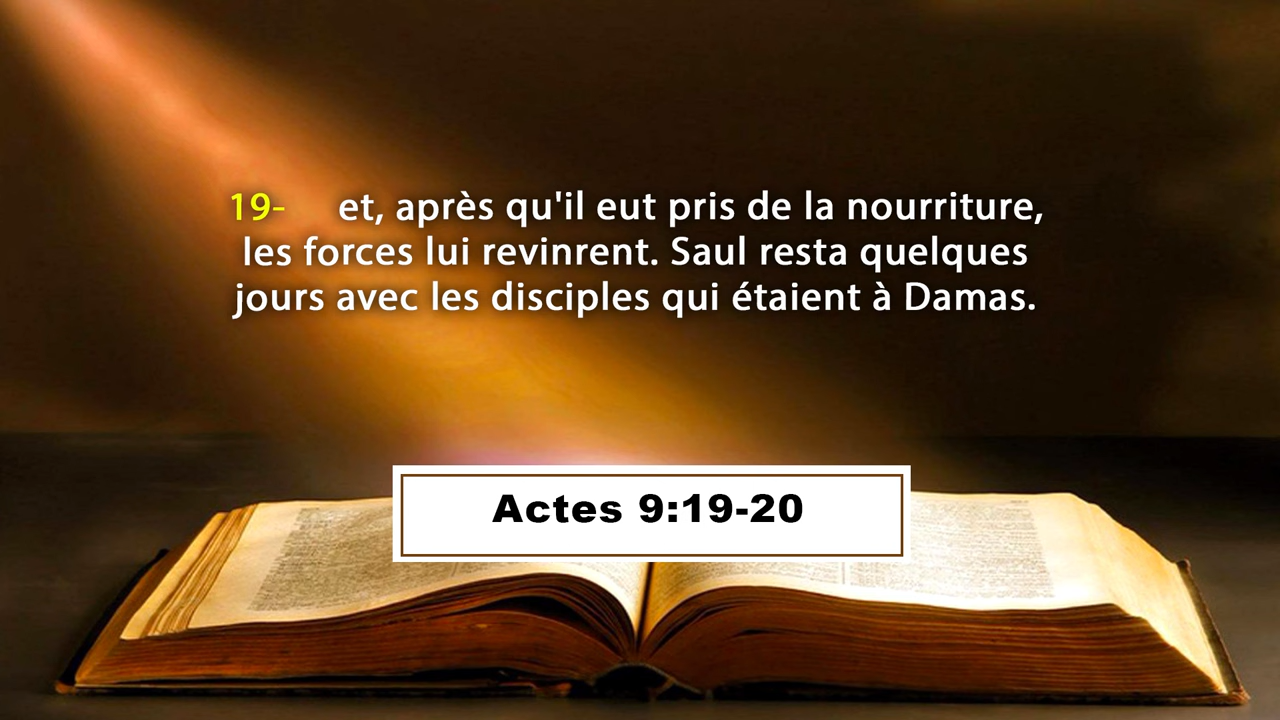 19- et, après qu'il eut pris de la nourriture,
les forces lui revinrent. Saul resta quelques
jours avec les disciples qui étaient à Damas.
Actes 9:19-20